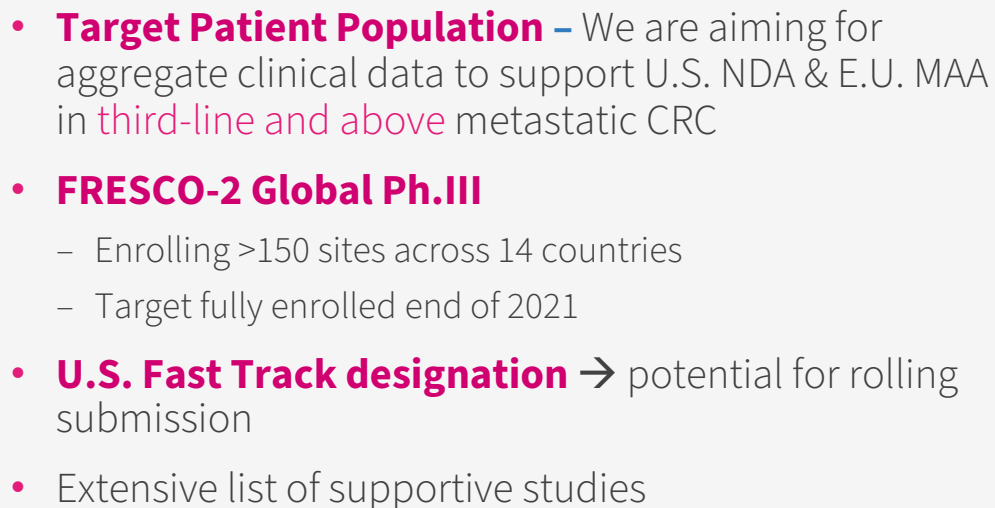 • Target Patient Population – We are aiming for
aggregate clinical data to support U.S. NDA & E.U. MAA
in third-line and above metastatic CRC
• FRESCO-2 Global Ph.III
– Enrolling >150 sites across 14 countries
– Target fully enrolled end of 2021
• U.S. Fast Track designation → potential for rolling
submission
• Extensive list of supportive studies